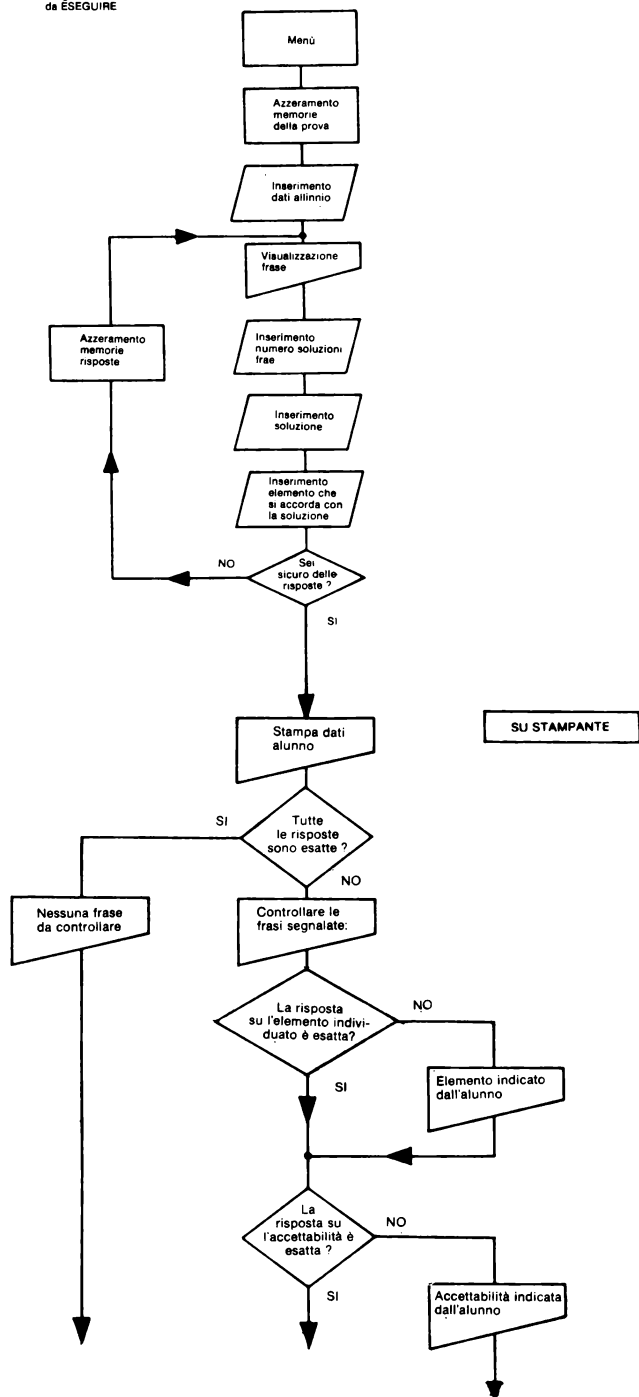 da ESEGUIRE
Menù
Azzeramento
memorie
della prova
Inserimento
dati allinnio
Visualizzazione
frase
Azzeramento
memorie
risposte
Inserimento
numero soluzioni
frae
Inserimento
soluzione
Inserimento
elemento che
si accorda con
la soluzione
NO
Sei
sicuro delle
risposte ?
SI
Stampa dati
alunno
SU STAMPANTE
SI
Tutte
le risposte
sono esatte ?
NO
Nessuna frase
da controllare
Controllare le
frasi segnalate:
La risposta
su l'elemento indivi-
duato è esatta?
NO
SI
Elemento indicato
dall'alunno
La
risposta su
l'accettabilità è
esatta ?
NO
SI
Accettabilità indicata
dall'alunno